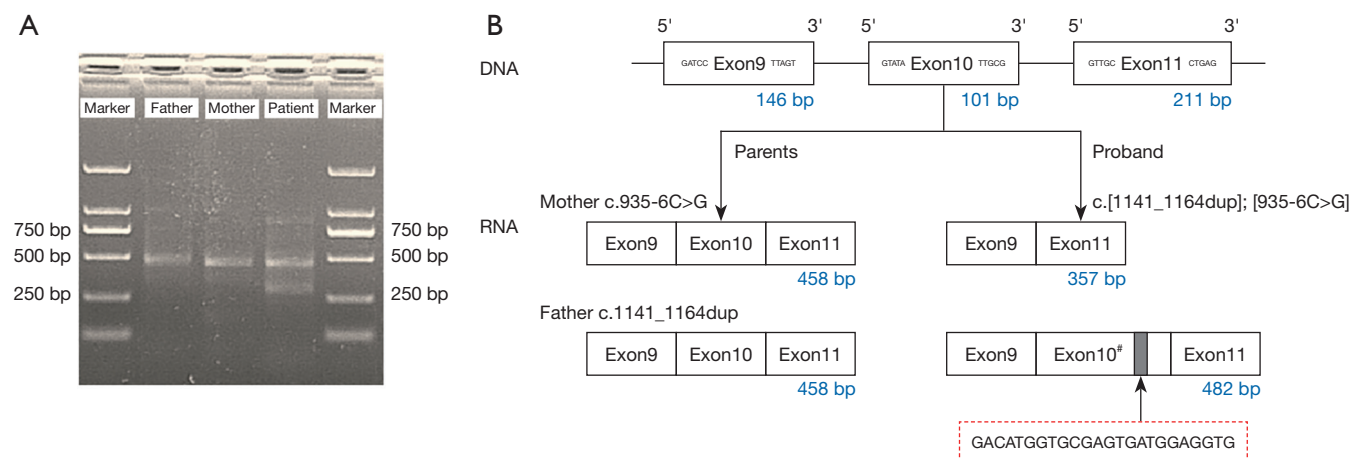 A
Marker Father Mother Patient Marker
750 bp 750 bp
500 bp 500 bp
250 bp 250 bp
B
5' 3' 5' 3' 5' 3'
DNA GATCC Exon9 TTAGT GTATA Exon10 TTGCG GTTGC Exon11 CTGAG
146 bp 101 bp 211 bp
Parents Proband
Mother c.935-6C>G c.[1141_1164dup]; [935-6C>G]
RNA
Exon9 Exon10 Exon11 Exon9 Exon11
458 bp 357 bp
Father c.1141_1164dup
Exon9 Exon10 Exon11 Exon9 Exon10# Exon11
458 bp 482 bp
GACATGGTGCGAGTGATGGAGGTG